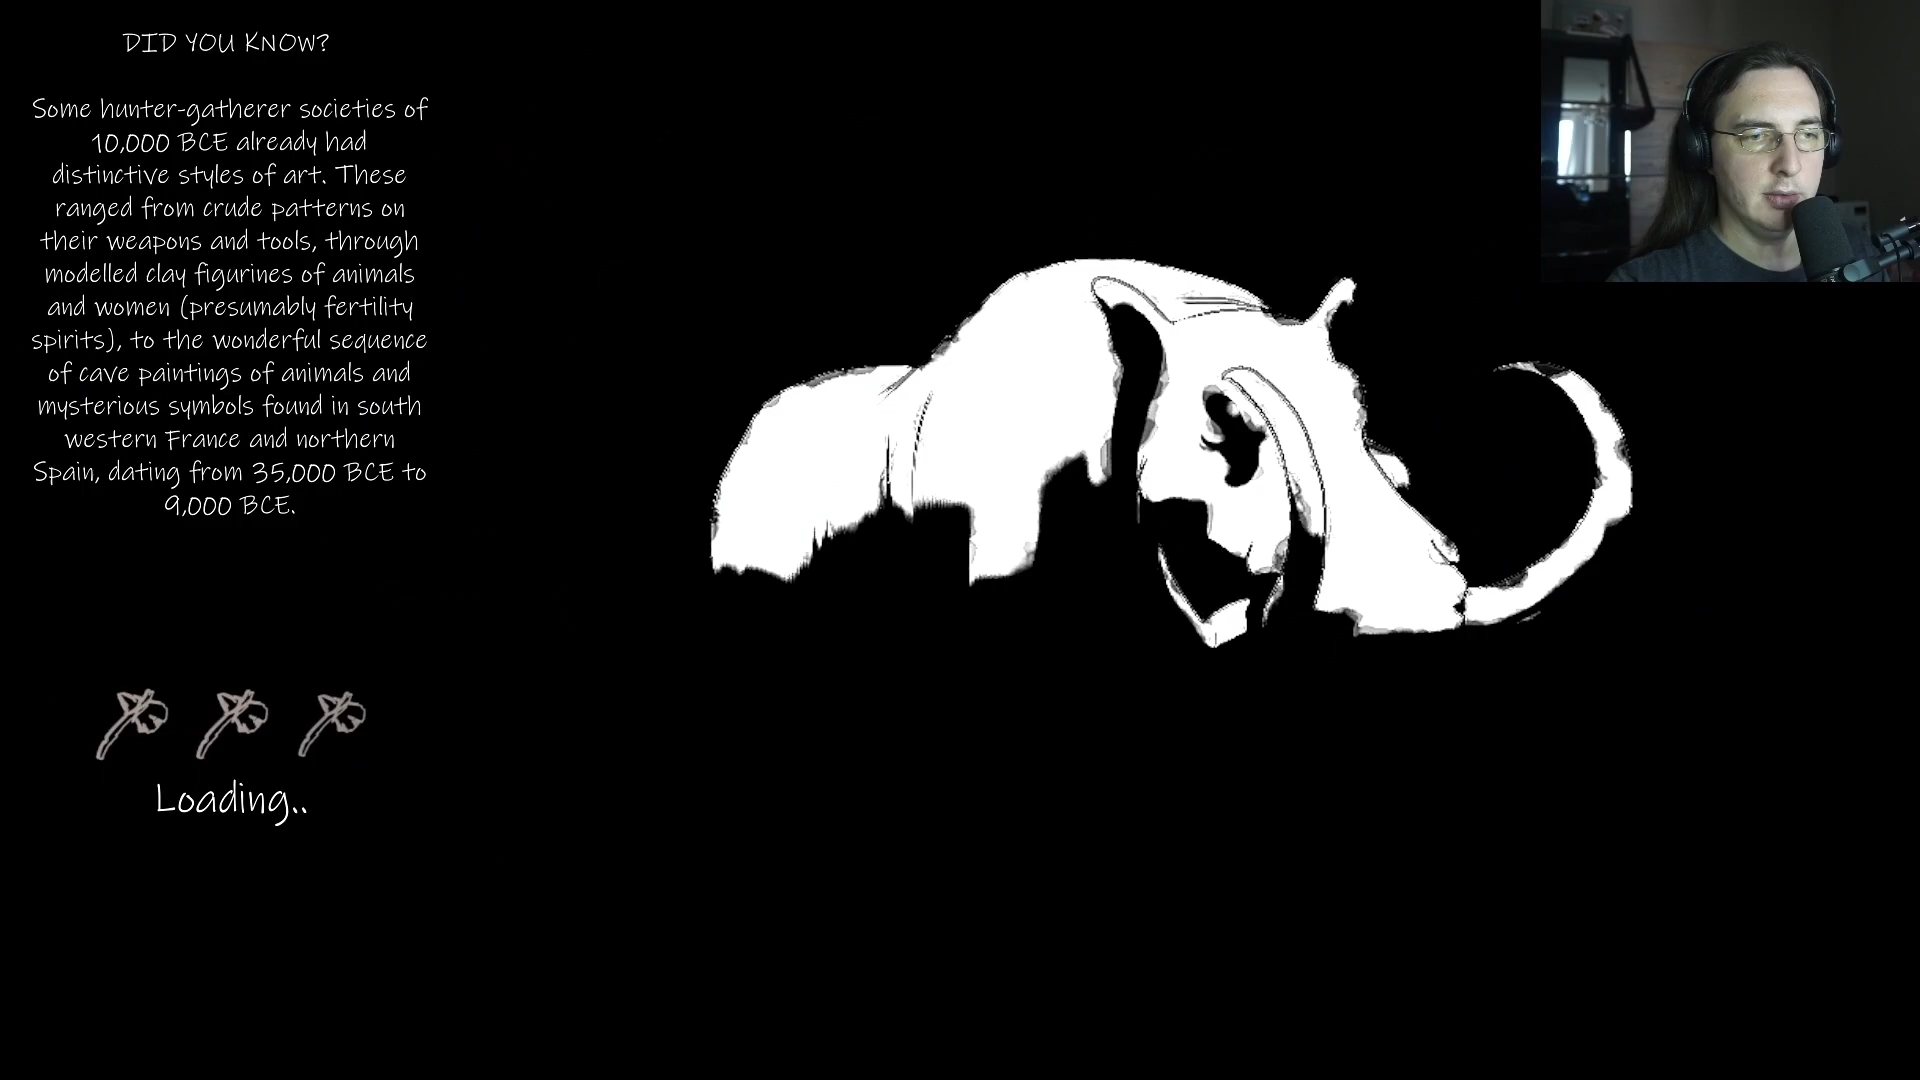 DID YOU KNOW?
Some hunter-gatherer societies of
10,000 BCE already had
distinctive styles of art. These
ranged from crude patterns on
their weapons and tools, through
modelled clay figurines of animals
and women (presumably fertility
spirits), to the wonderful sequence
of cave paintings of animals and
mysterious symbols found in south
western France and northern
Spain, dating from 35,000 BCE to
9,000 BCE.
Loading..